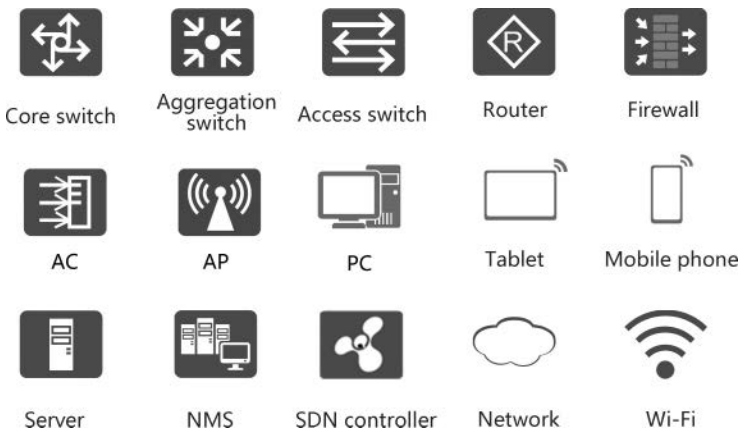 Core switch
Aggregation
switch
Access switch
R
Router
Firewall
AC
AP
PC
Tablet
Mobile phone
Server
NMS
SDN controller
Network
Wi-Fi